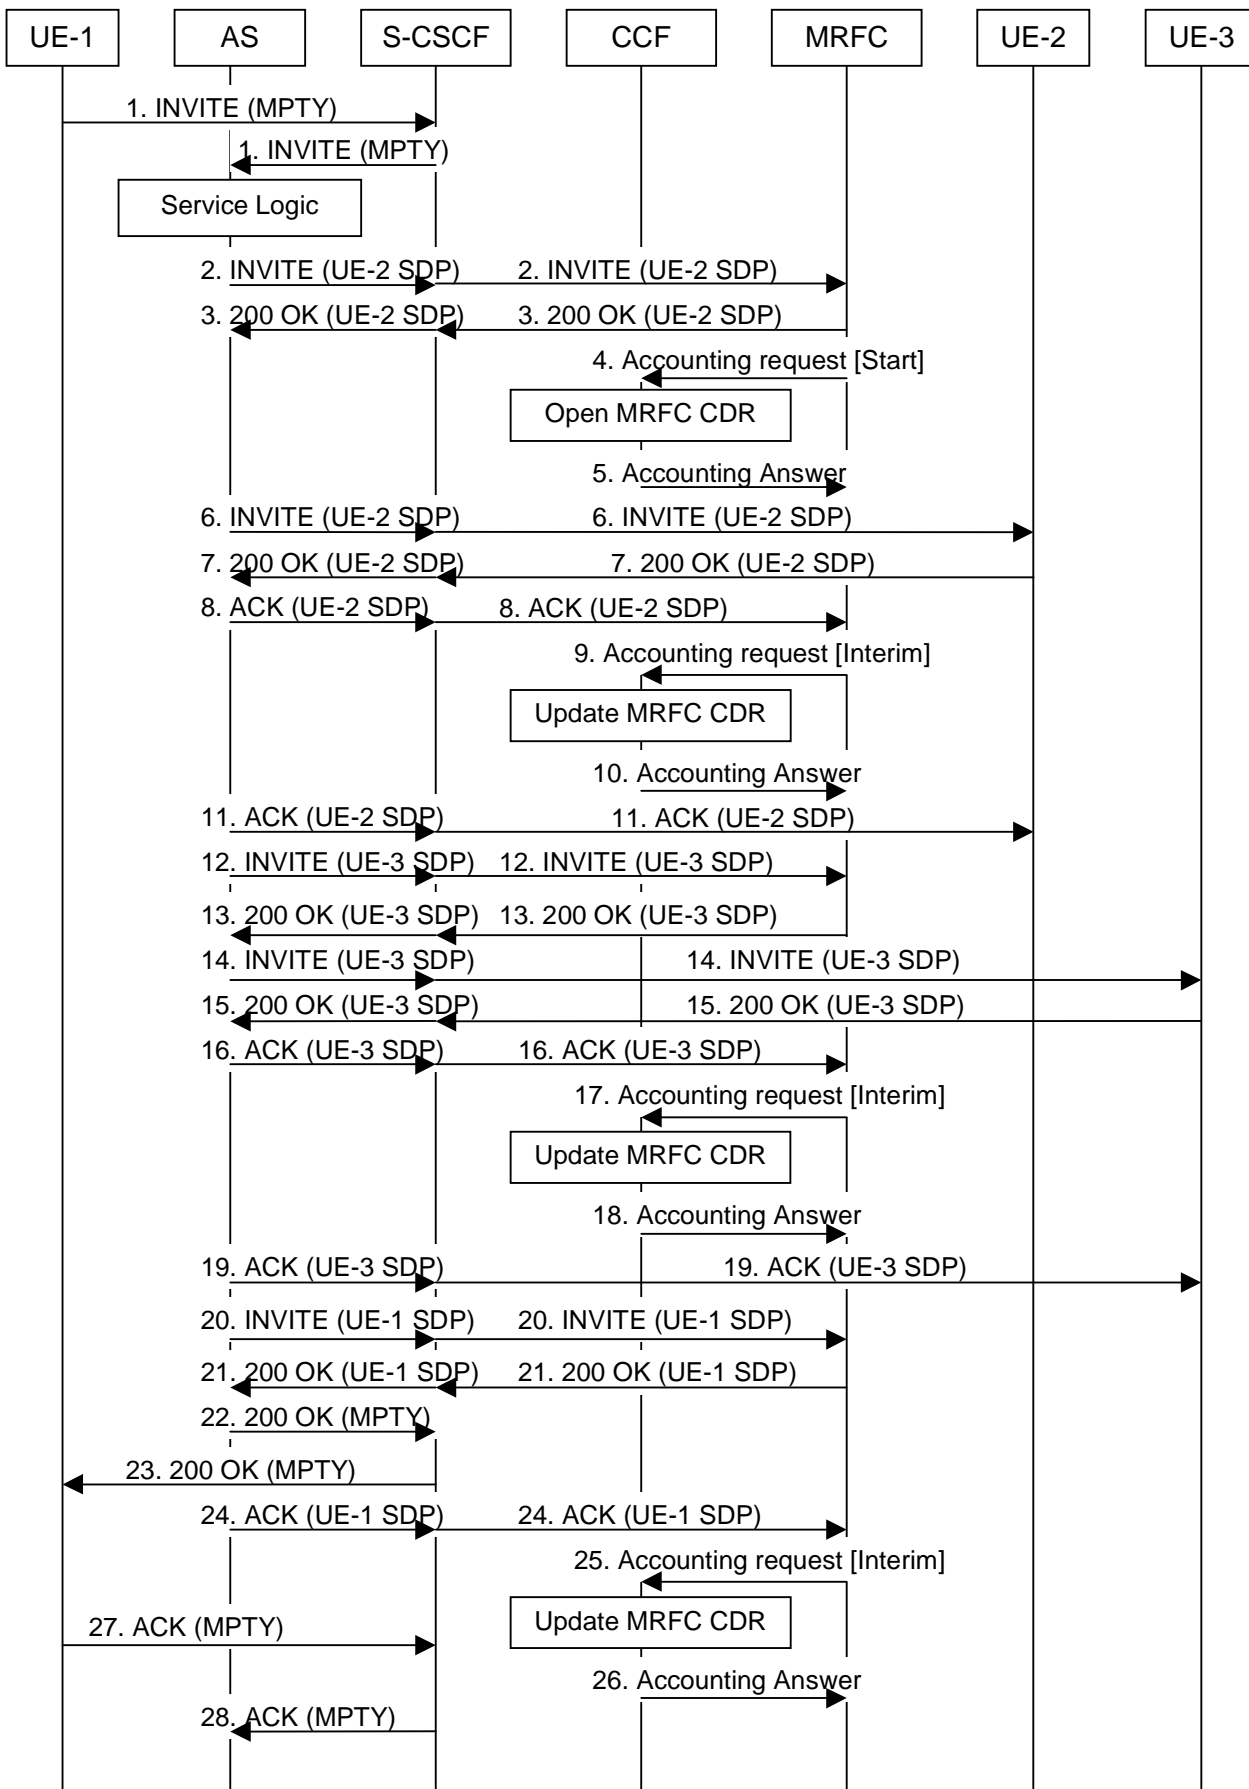 UE-1 AS S-CSCF CCF MRFC UE-2 UE-3
1. INVITE (MPTY)
1. INVITE (MPTY)
Service Logic
2. INVITE (UE-2 SDP) 2. INVITE (UE-2 SDP)
3. 200 OK (UE-2 SDP) 3. 200 OK (UE-2 SDP)
4. Accounting request [Start]
Open MRFC CDR
5. Accounting Answer
6. INVITE (UE-2 SDP) 6. INVITE (UE-2 SDP)
7. 200 OK (UE-2 SDP) 7. 200 OK (UE-2 SDP)
8. ACK (UE-2 SDP) 8. ACK (UE-2 SDP)
9. Accounting request [Interim]
Update MRFC CDR
10. Accounting Answer
11. ACK (UE-2 SDP) 11. ACK (UE-2 SDP)
12. INVITE (UE-3 SDP) 12. INVITE (UE-3 SDP)
13. 200 OK (UE-3 SDP) 13. 200 OK (UE-3 SDP)
14. INVITE (UE-3 SDP) 14. INVITE (UE-3 SDP)
15. 200 OK (UE-3 SDP) 15. 200 OK (UE-3 SDP)
16. ACK (UE-3 SDP) 16. ACK (UE-3 SDP)
17. Accounting request [Interim]
Update MRFC CDR
18. Accounting Answer
19. ACK (UE-3 SDP) 19. ACK (UE-3 SDP)
20. INVITE (UE-1 SDP) 20. INVITE (UE-1 SDP)
21. 200 OK (UE-1 SDP) 21. 200 OK (UE-1 SDP)
22. 200 OK (MPTY)
23. 200 OK (MPTY)
24. ACK (UE-1 SDP) 24. ACK (UE-1 SDP)
25. Accounting request [Interim]
27. ACK (MPTY) Update MRFC CDR
26. Accounting Answer
28. ACK (MPTY)